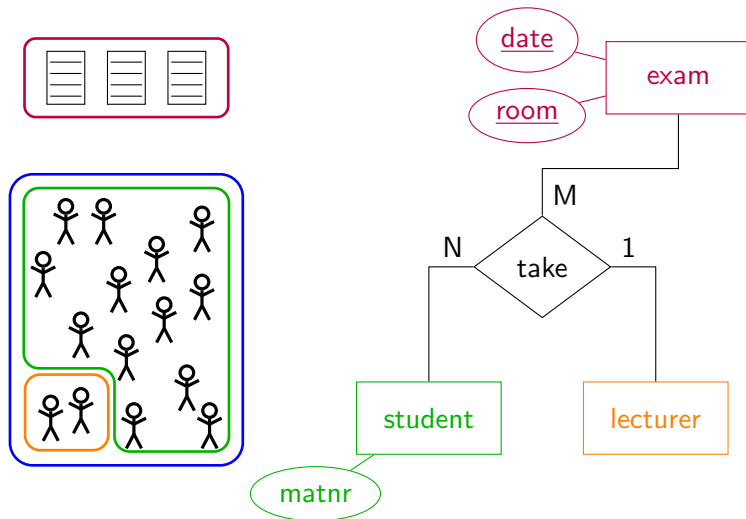 date
exam
room
M
N
take
1
student
lecturer
matnr